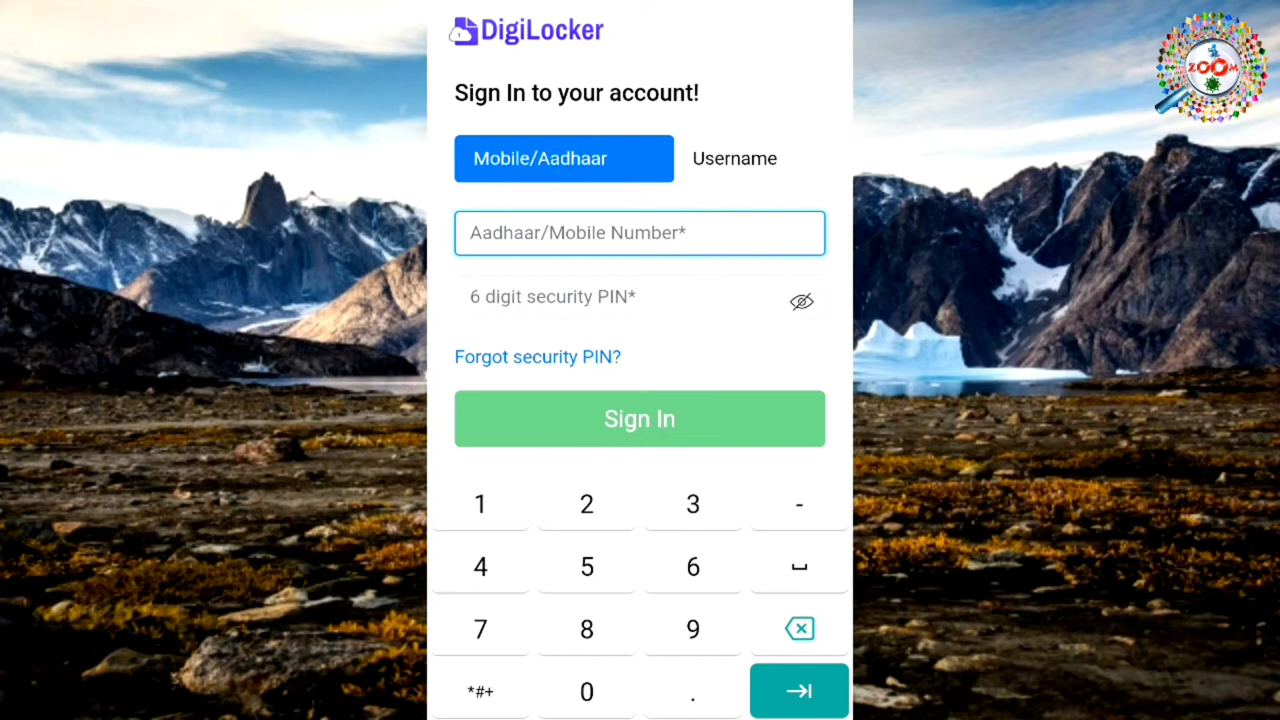 DigiLocker
ZOOM
Sign In to your account!
Mobile/Aadhaar Username
Aadhaar/Mobile Number*
6 digit security PIN*
Forgot security PIN?
Sign In
1 2 3 -
4 5 6
7 8 9
*#+ 0 .